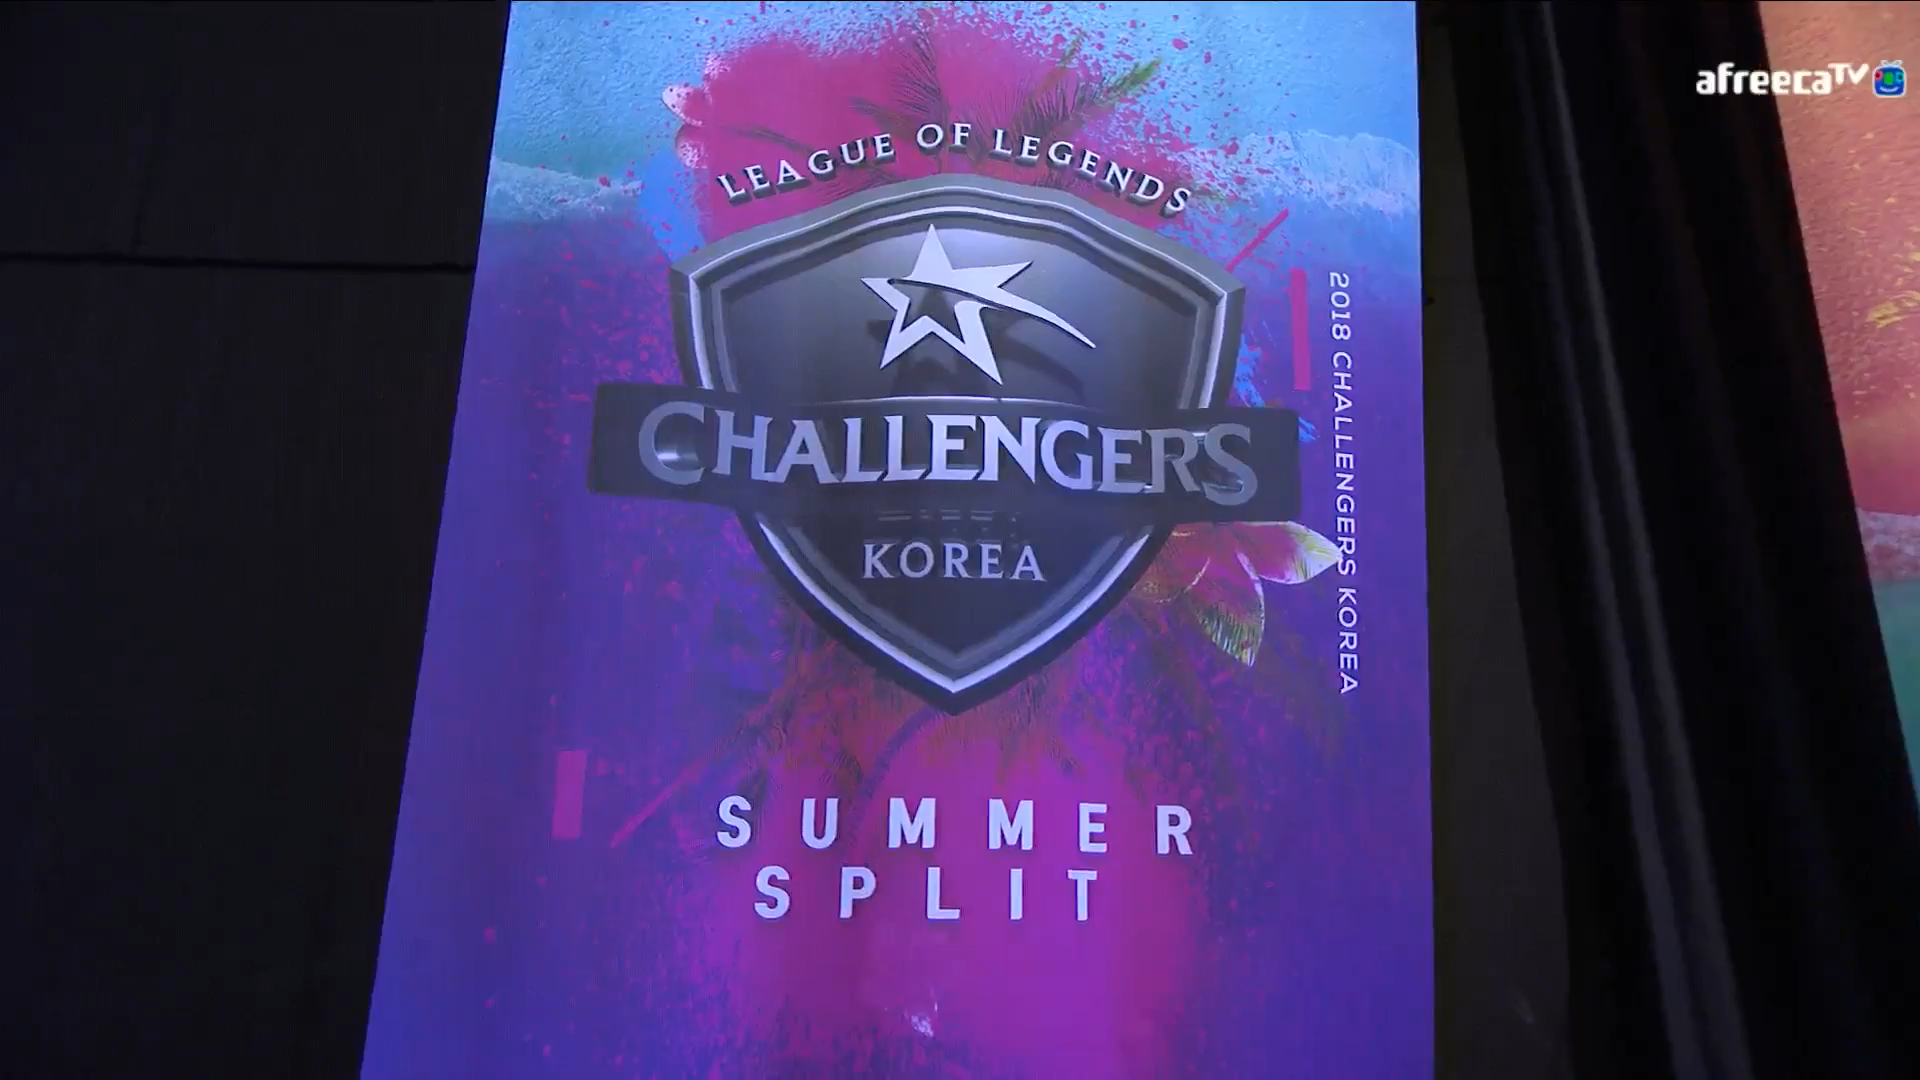 afreecaTV
LEAGUE OF LEGENDS
CHALLENGERS
KOREA
2018 CHALLENGERS KOREA
SUMMER
SPLIT